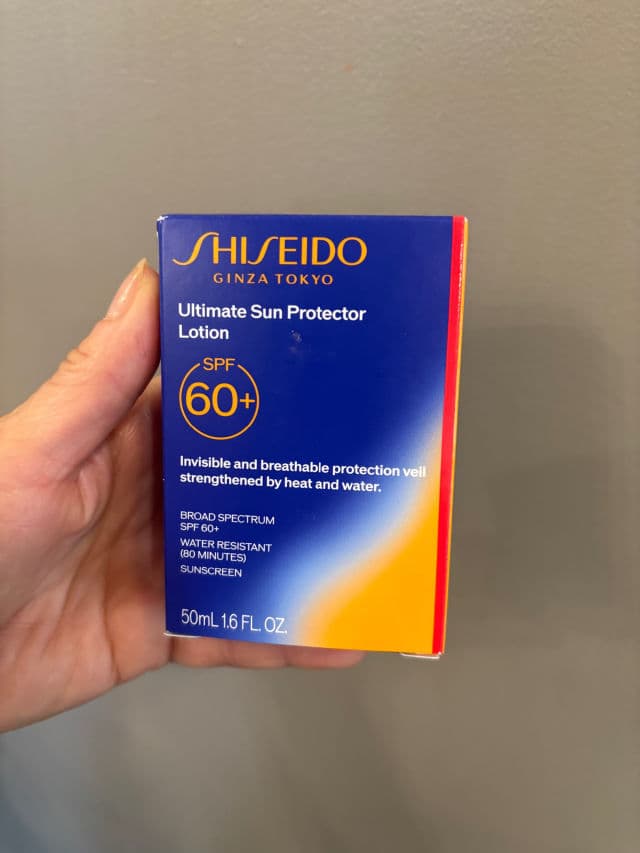 SHISEIDO
GINZA TOKYO
Ultimate Sun Protector
Lotion
SPF
60+
Invisible and breathable protection veil
strengthened by heat and water.
BROAD SPECTRUM
SPF 60+
WATER RESISTANT
(80 MINUTES)
SUNSCREEN
50mL 1.6 FL. OZ.